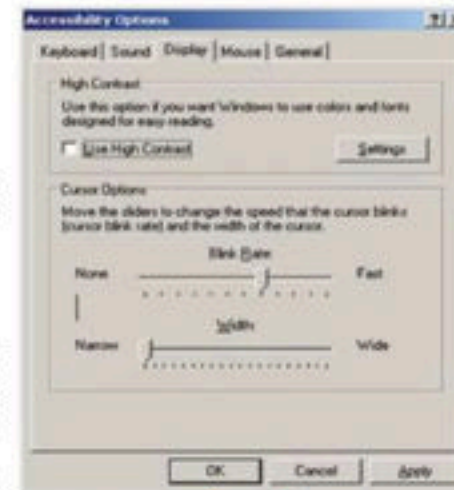 Accessibility Options
Keyboard Sound Display Mouse General
High Contrast
Use this option if you want Windows to use colors and fonts
designed for easy reading.
Use High Contrast Settings
Cursor Options
Move the sliders to change the speed that the cursor blinks
(cursor blink rate) and the width of the cursor.
Blink Rate
None Fast
Width
Narrow Wide
OK Cancel Apply